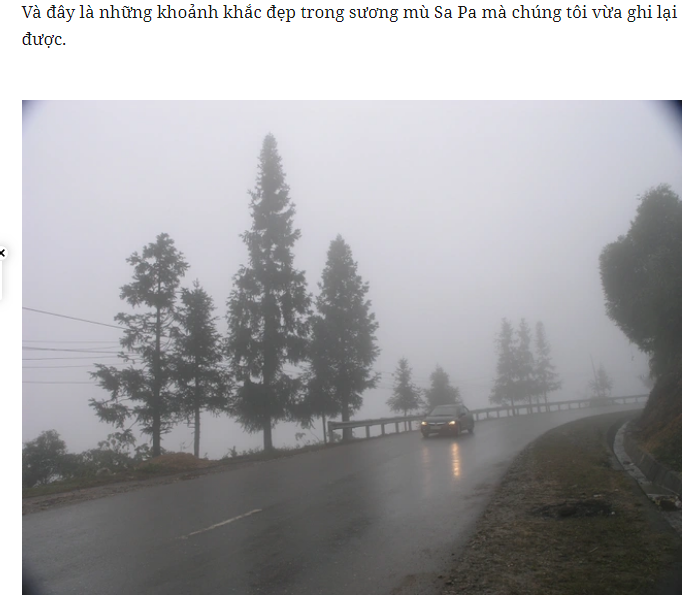 Và đây là những khoảnh khắc đẹp trong sương mù Sa Pa mà chúng tôi vừa ghi lại
được.